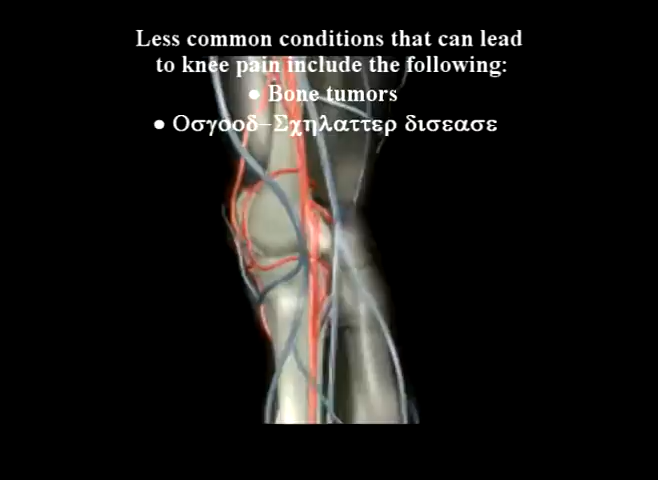 Less common conditions that can lead
to knee pain include the following:
● Bone tumors
● Οσγοοδ−Σχηλαττερ δισεασε